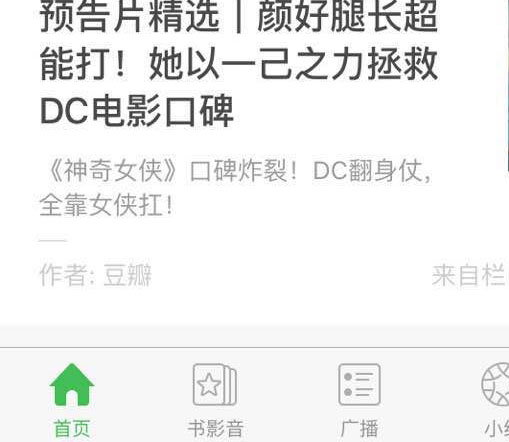 预告片精选｜颜好腿长超
能打！她以一己之力拯救
DC电影口碑
《神奇女侠》口碑炸裂！DC翻身仗，
全靠女侠扛！
作者: 豆瓣
来自栏
首页
书影音
广播
小